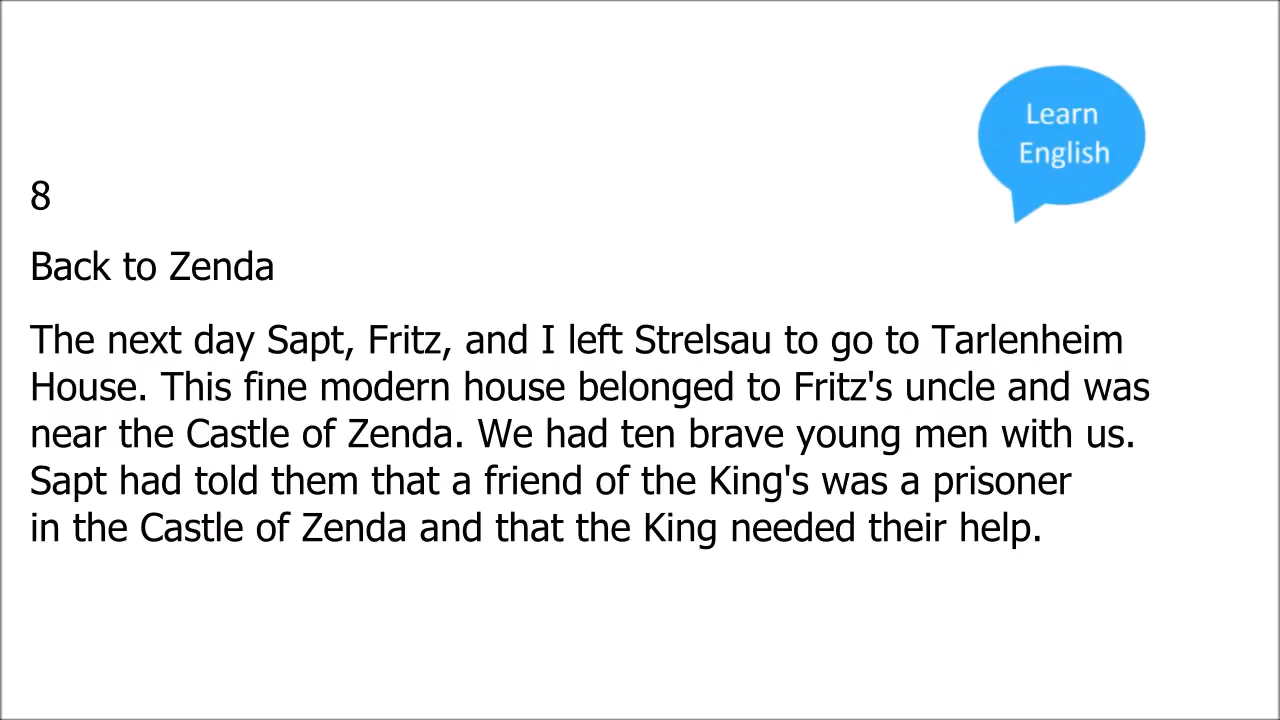 Learn
English
8
Back to Zenda
The next day Sapt, Fritz, and I left Strelsau to go to Tarlenheim
House. This fine modern house belonged to Fritz's uncle and was
near the Castle of Zenda. We had ten brave young men with us.
Sapt had told them that a friend of the King's was a prisoner
in the Castle of Zenda and that the King needed their help.